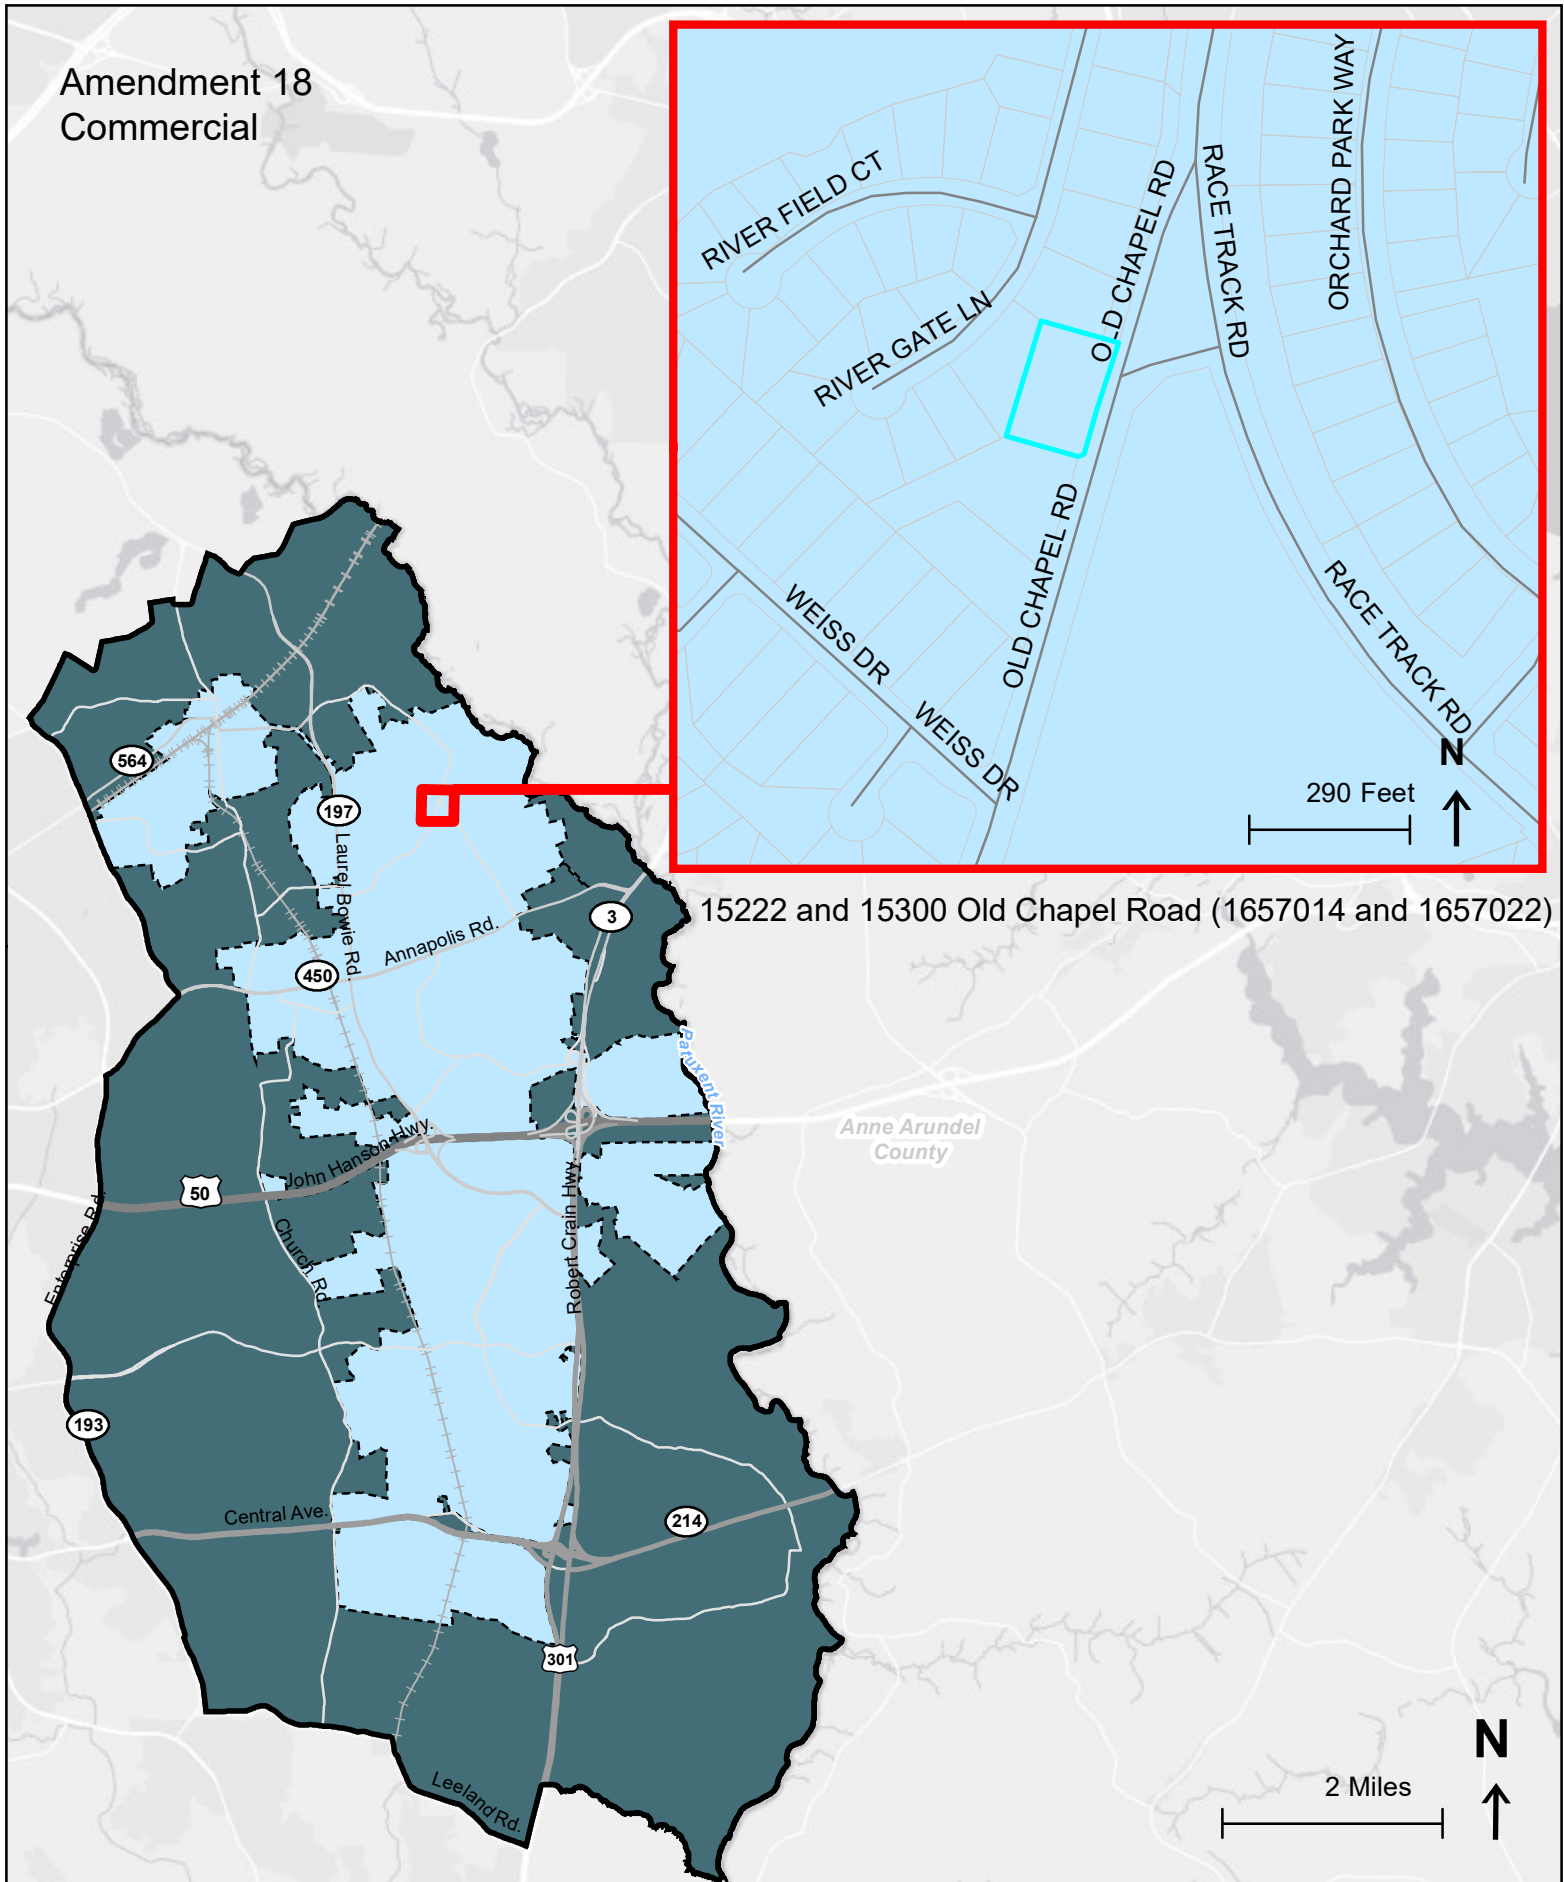 Amendment 18
Commercial
RIVER FIELD CT
RIVER GATE LN
OLD CHAPEL RD
RACE TRACK RD
ORCHARD PARK WAY
OLD CHAPEL RD
WEISS DR
WEISS DR
RACE TRACK RD
N
290 Feet
15222 and 15300 Old Chapel Road (1657014 and 1657022)
564
197
Laurel Bowie Rd.
3
Annapolis Rd.
450
Patuxent River
Anne Arundel
County
John Hanson Hwy.
50
Enterprise Rd.
Church Rd.
Robert Crain Hwy.
193
Central Ave.
214
301
Leeland Rd.
N
2 Miles